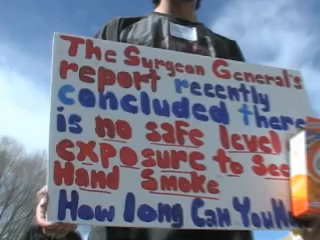 The Surgeon General's
report recently
concluded there
is no safe level
exposure to Sec
Hand Smoke
How long Can You